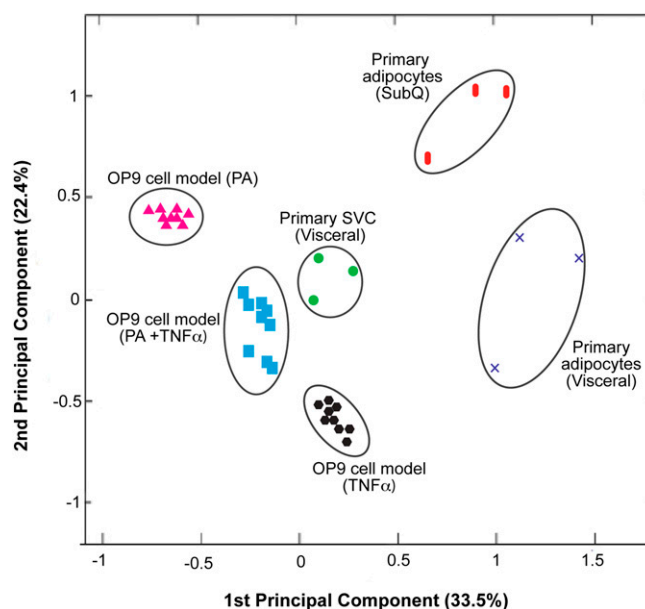 Primary
adipocytes
(SubQ)
1
OP9 cell model (PA)
0.5
Primary SVC
(Visceral)
0
OP9 cell model
(PA +TNFα)
Primary
adipocytes
(Visceral)
-0.5
OP9 cell model
(TNFα)
-1
2nd Principal Component (22.4%)
-1
-0.5
0
0.5
1
1.5
1st Principal Component (33.5%)